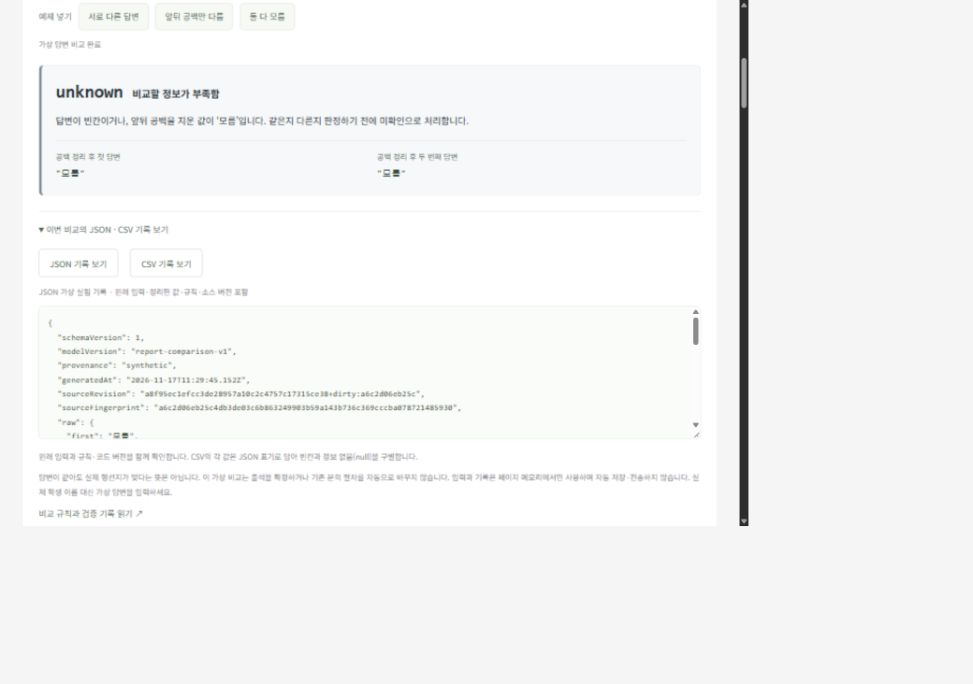 예제 넣기 서로 다른 답변 앞뒤 공백만 다름 둘 다 모름
가상 답변 비교 완료
unknown 비교할 정보가 부족함
답변이 빈칸이거나, 앞뒤 공백을 지운 값이 '모름'입니다. 같은지 다른지 판정하기 전에 미확인으로 처리합니다.
공백 정리 후 첫 답변 공백 정리 후 두 번째 답변
"모름" "모름"
▼ 이번 비교의 JSON · CSV 기록 보기
JSON 기록 보기 CSV 기록 보기
JSON 가상 실험 기록 · 원래 입력·정리한 값·규칙·소스 버전 포함
{
"schemaVersion": 1,
"modelVersion": "report-comparison-v1",
"provenance": "synthetic",
"generatedAt": "2026-11-17T11:29:45.152Z",
"sourceRevision": "a8f95ec1efcc3de28957a10c2c4757c17315ce38+dirty:a6c2d06eb25c",
"sourceFingerprint": "a6c2d06eb25c4db3de03c6b863249903b59a143b736c369cccba078721485930",
"raw": {
"first": "모름",
원래 입력과 규칙·코드 버전을 함께 확인합니다. CSV의 각 값은 JSON 표기로 담아 빈칸과 정보 없음(null)을 구별합니다.
답변이 같아도 실제 행선지가 맞다는 뜻은 아닙니다. 이 가상 비교는 출석을 확정하거나 기존 문의 절차를 자동으로 바꾸지 않습니다. 입력과 기록은 페이지 메모리에서만 사용하며 자동 저장·전송하지 않습니다. 실
제 학생 이름 대신 가상 답변을 입력하세요.
비교 규칙과 검증 기록 읽기 ↗